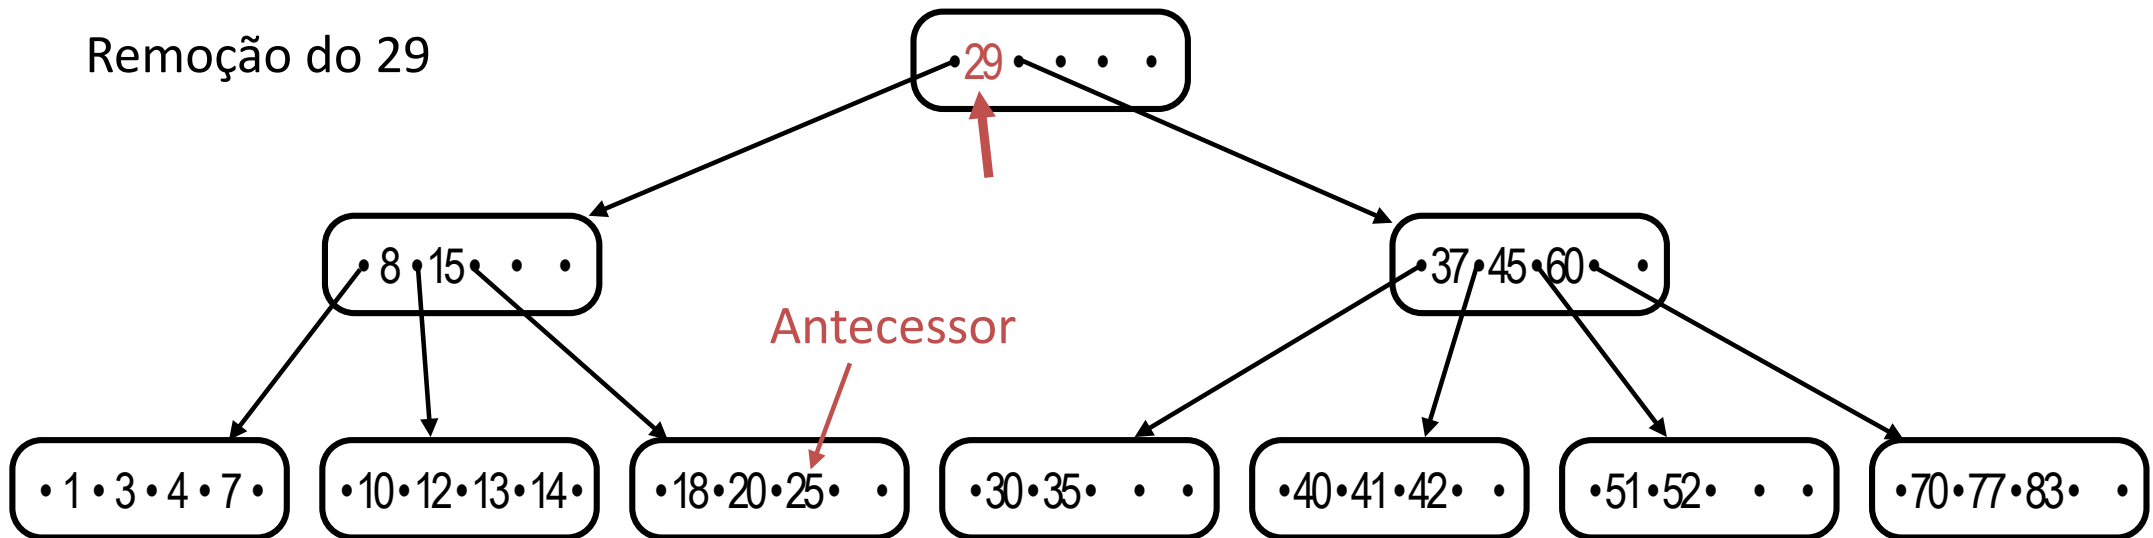 Remoção do 29
• 29 • • • •
• 8 • 15 • • •
• 37 • 45 • 60 • •
Antecessor
• 1 • 3 • 4 • 7 •
• 10 • 12 • 13 • 14 •
• 18 • 20 • 25 • •
• 30 • 35 • • •
• 40 • 41 • 42 • •
• 51 • 52 • • •
• 70 • 77 • 83 • •